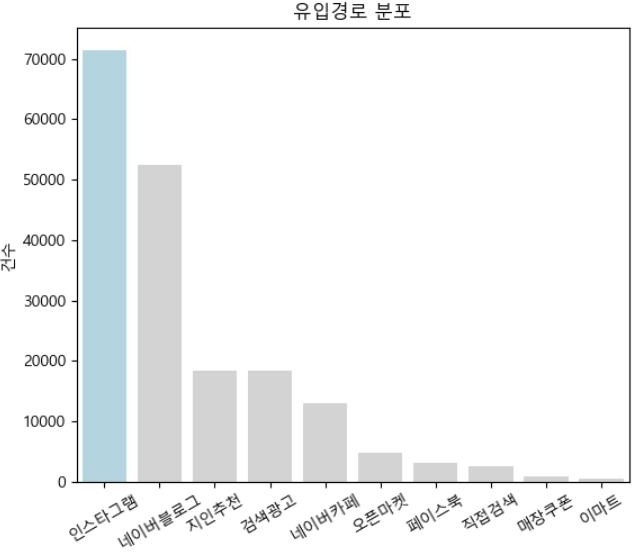 유입경로 분포
건수
70000
60000
50000
40000
30000
20000
10000
0
인스타그램
네이버블로그
지인추천
검색광고
네이버카페
오픈마켓
페이스북
직접검색
매장쿠폰
이마트